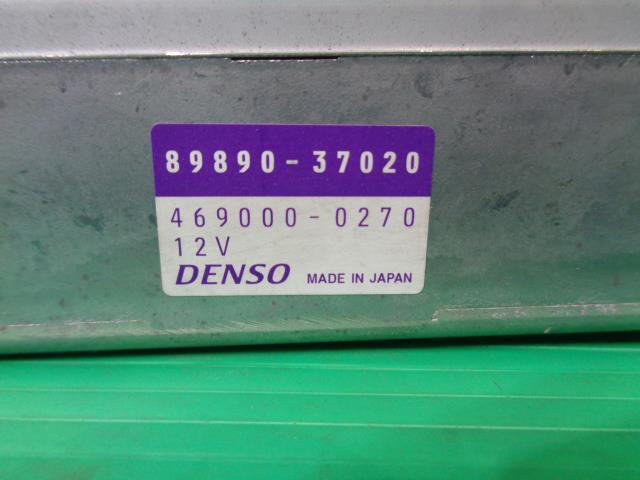 89890-37020
469000-0270
12V
DENSO MADE IN JAPAN